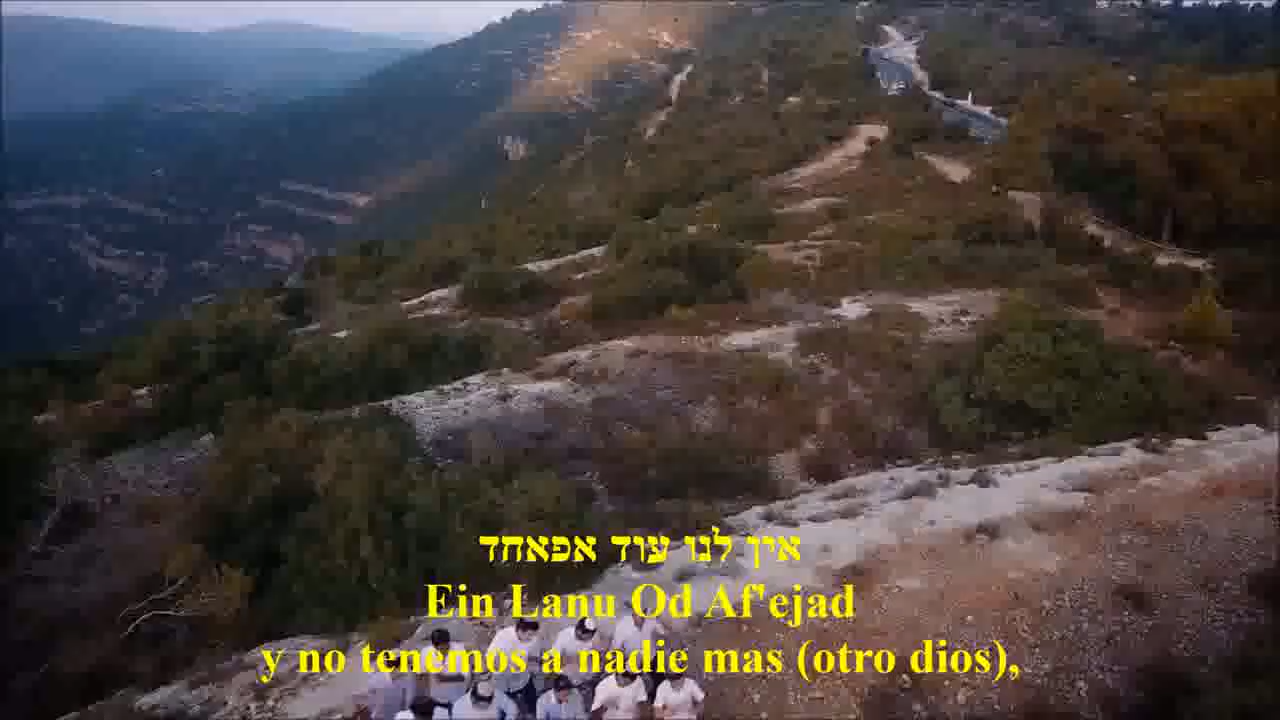 אין לנו עוד אפאחד
Ein Lanu Od Af'ejad
y no tenemos a nadie mas (otro dios),